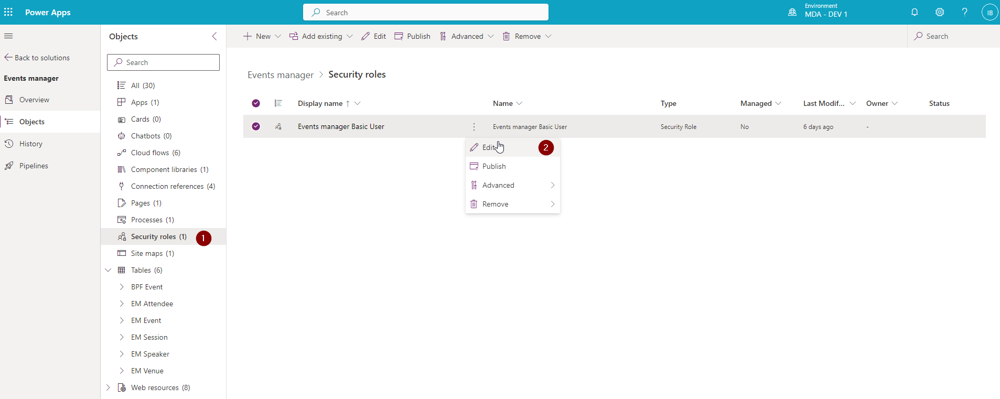 Power Apps
Search
Environment
MDA - DEV 1
?
IB
Back to solutions
Events manager
Overview
Objects
History
Pipelines
Objects
Search
All (30)
Apps (1)
Cards (0)
Chatbots (0)
Cloud flows (6)
Component libraries (1)
Connection references (4)
Pages (1)
Processes (1)
Security roles (1)
1
Site maps (1)
Tables (6)
BPF Event
EM Attendee
EM Event
EM Session
EM Speaker
EM Venue
Web resources (8)
New Add existing Edit Publish Advanced Remove Search
Events manager > Security roles
Display name ↑ Name Type Managed Last Modif... Owner Status
Events manager Basic User Events manager Basic User Security Role No 6 days ago -
Edit
2
Publish
Advanced
Remove